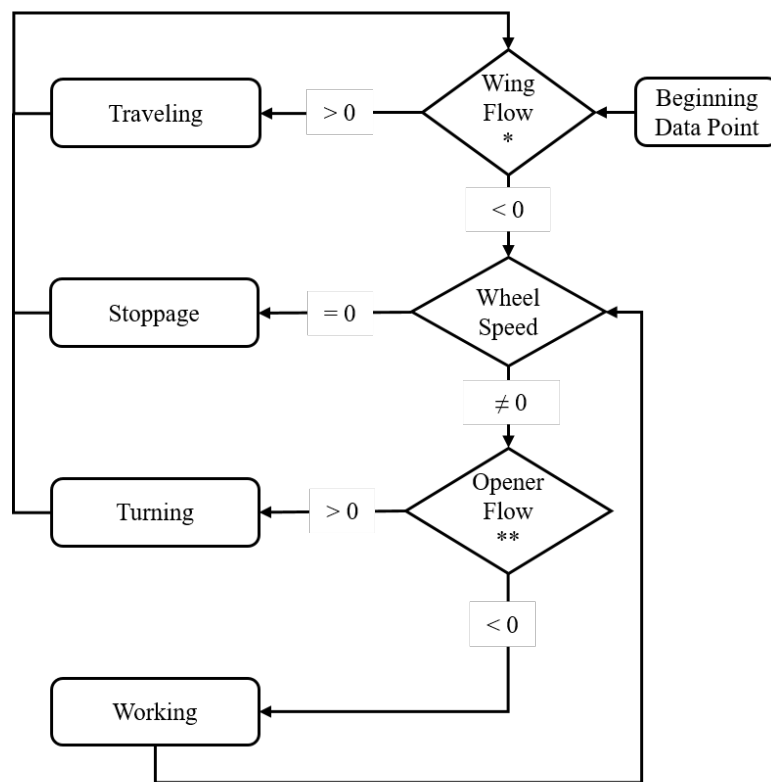 Wing
Flow
*
Beginning
Data Point
Traveling
> 0
< 0
Wheel
Speed
Stoppage
= 0
≠ 0
Opener
Flow
**
Turning
> 0
< 0
Working